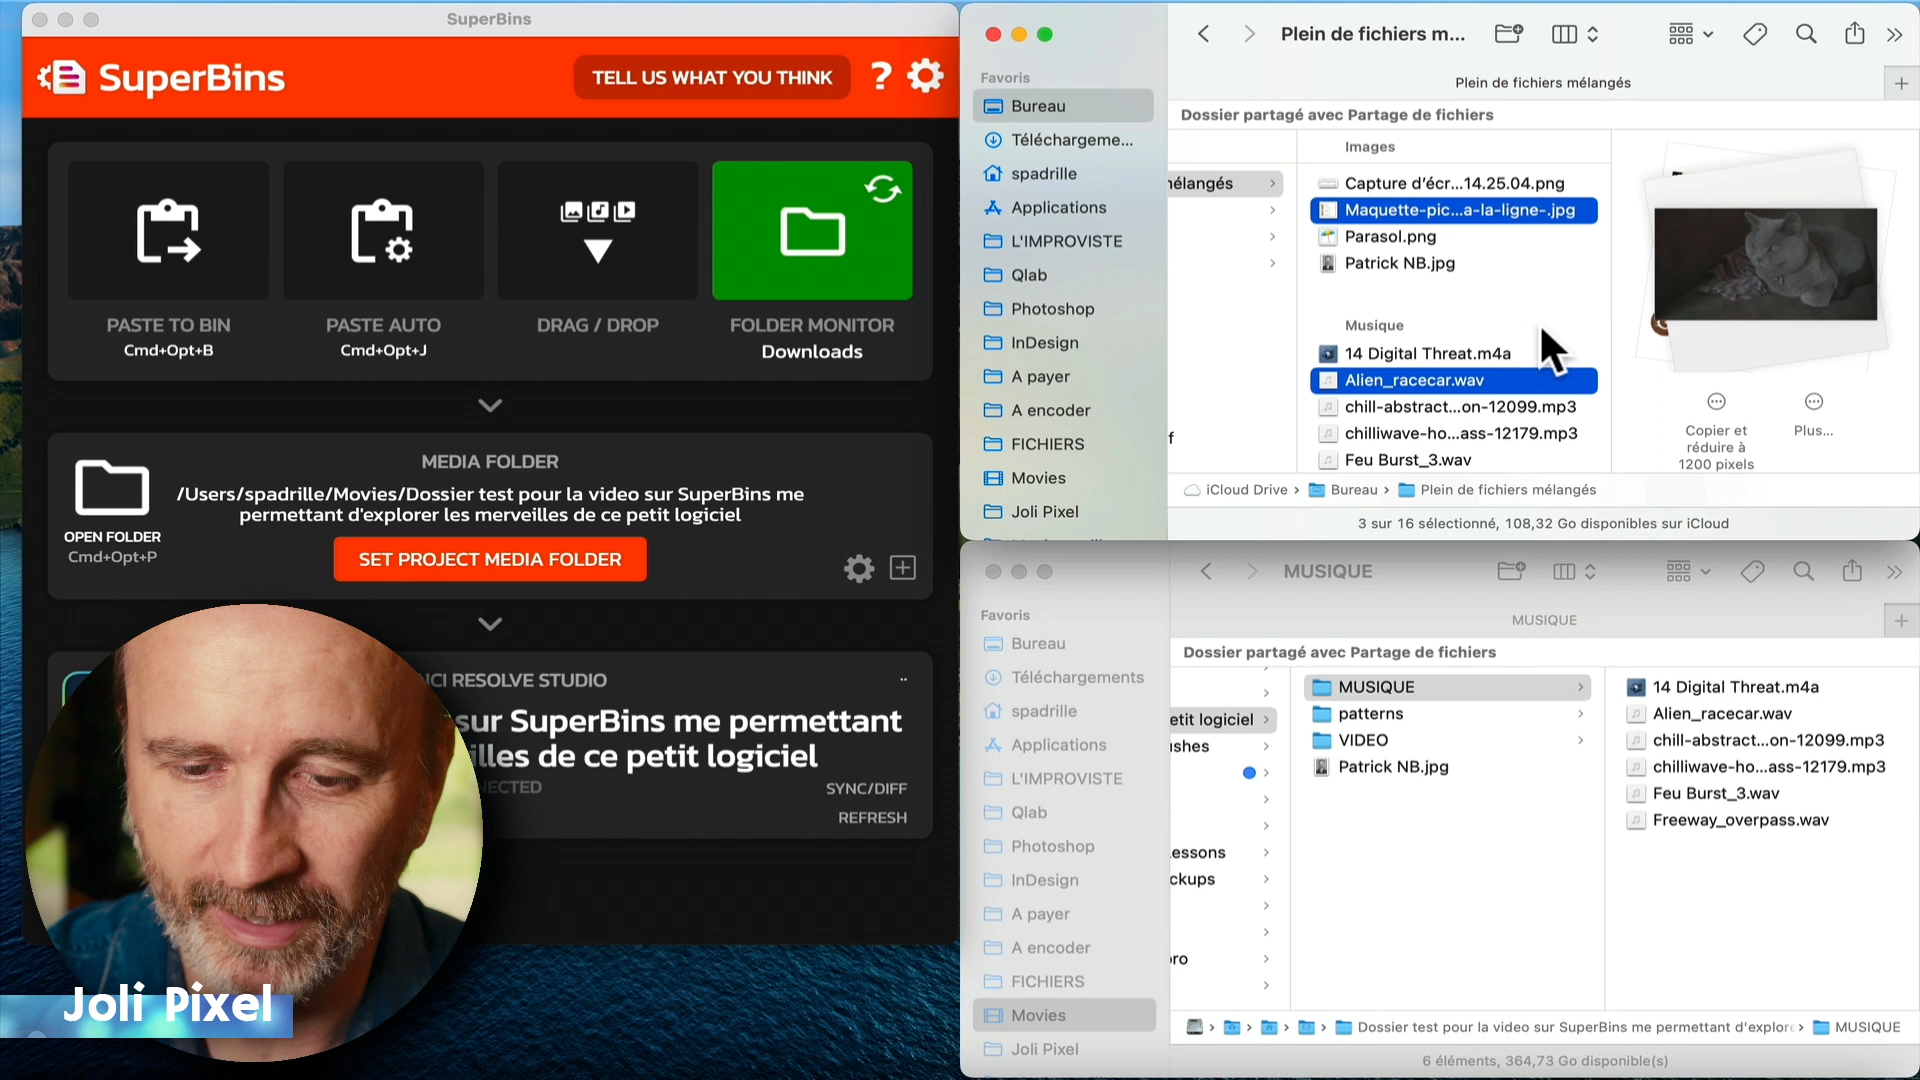 SuperBins
SuperBins
TELL US WHAT YOU THINK
?
PASTE TO BIN
Cmd+Opt+B
PASTE AUTO
Cmd+Opt+J
DRAG / DROP
FOLDER MONITOR
Downloads
MEDIA FOLDER
/Users/spadrille/Movies/Dossier test pour la video sur SuperBins me
permettant d'explorer les merveilles de ce petit logiciel
OPEN FOLDER
Cmd+Opt+P
SET PROJECT MEDIA FOLDER
RESOLVE STUDIO
sur SuperBins me permettant
de ce petit logiciel
SYNC/DIFF
REFRESH
Joli Pixel
Plein de fichiers m...
Plein de fichiers mélangés
Dossier partagé avec Partage de fichiers
Favoris
Bureau
Téléchargeme...
spadrille
Applications
L'IMPROVISTE
Qlab
Photoshop
InDesign
A payer
A encoder
FICHIERS
Movies
Joli Pixel
élangés
f
Images
Capture d'écr...14.25.04.png
Maquette-pic...a-la-ligne-.jpg
Parasol.png
Patrick NB.jpg
Musique
14 Digital Threat.m4a
Alien_racecar.wav
chill-abstract...on-12099.mp3
chilliwave-ho...ass-12179.mp3
Feu Burst_3.wav
Copier et
réduire à
1200 pixels
Plus...
iCloud Drive › Bureau › Plein de fichiers mélangés
3 sur 16 sélectionné, 108,32 Go disponibles sur iCloud
MUSIQUE
MUSIQUE
Dossier partagé avec Partage de fichiers
Favoris
Bureau
Téléchargements
spadrille
Applications
L'IMPROVISTE
Qlab
Photoshop
InDesign
A payer
A encoder
FICHIERS
Movies
Joli Pixel
etit logiciel
ushes
essons
ckups
ro
MUSIQUE
patterns
VIDEO
Patrick NB.jpg
14 Digital Threat.m4a
Alien_racecar.wav
chill-abstract...on-12099.mp3
chilliwave-ho...ass-12179.mp3
Feu Burst_3.wav
Freeway_overpass.wav
Dossier test pour la video sur SuperBins me permettant d'explore › MUSIQUE
6 éléments, 364,73 Go disponible(s)